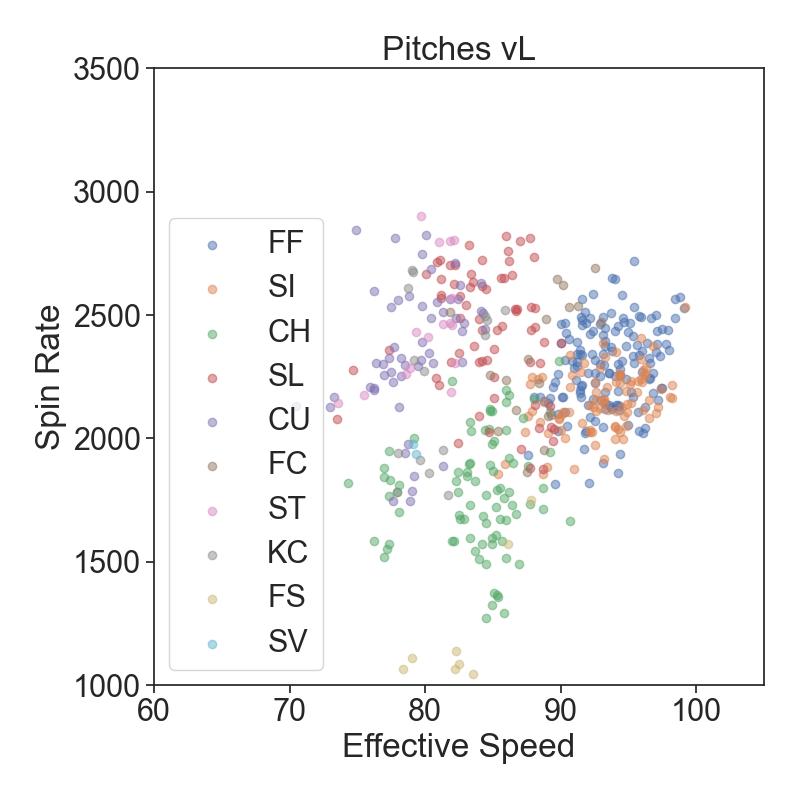 Pitches vL
3500
3000
2500
2000
1500
1000
Spin Rate
FF
SI
CH
SL
CU
FC
ST
KC
FS
SV
60 70 80 90 100
Effective Speed